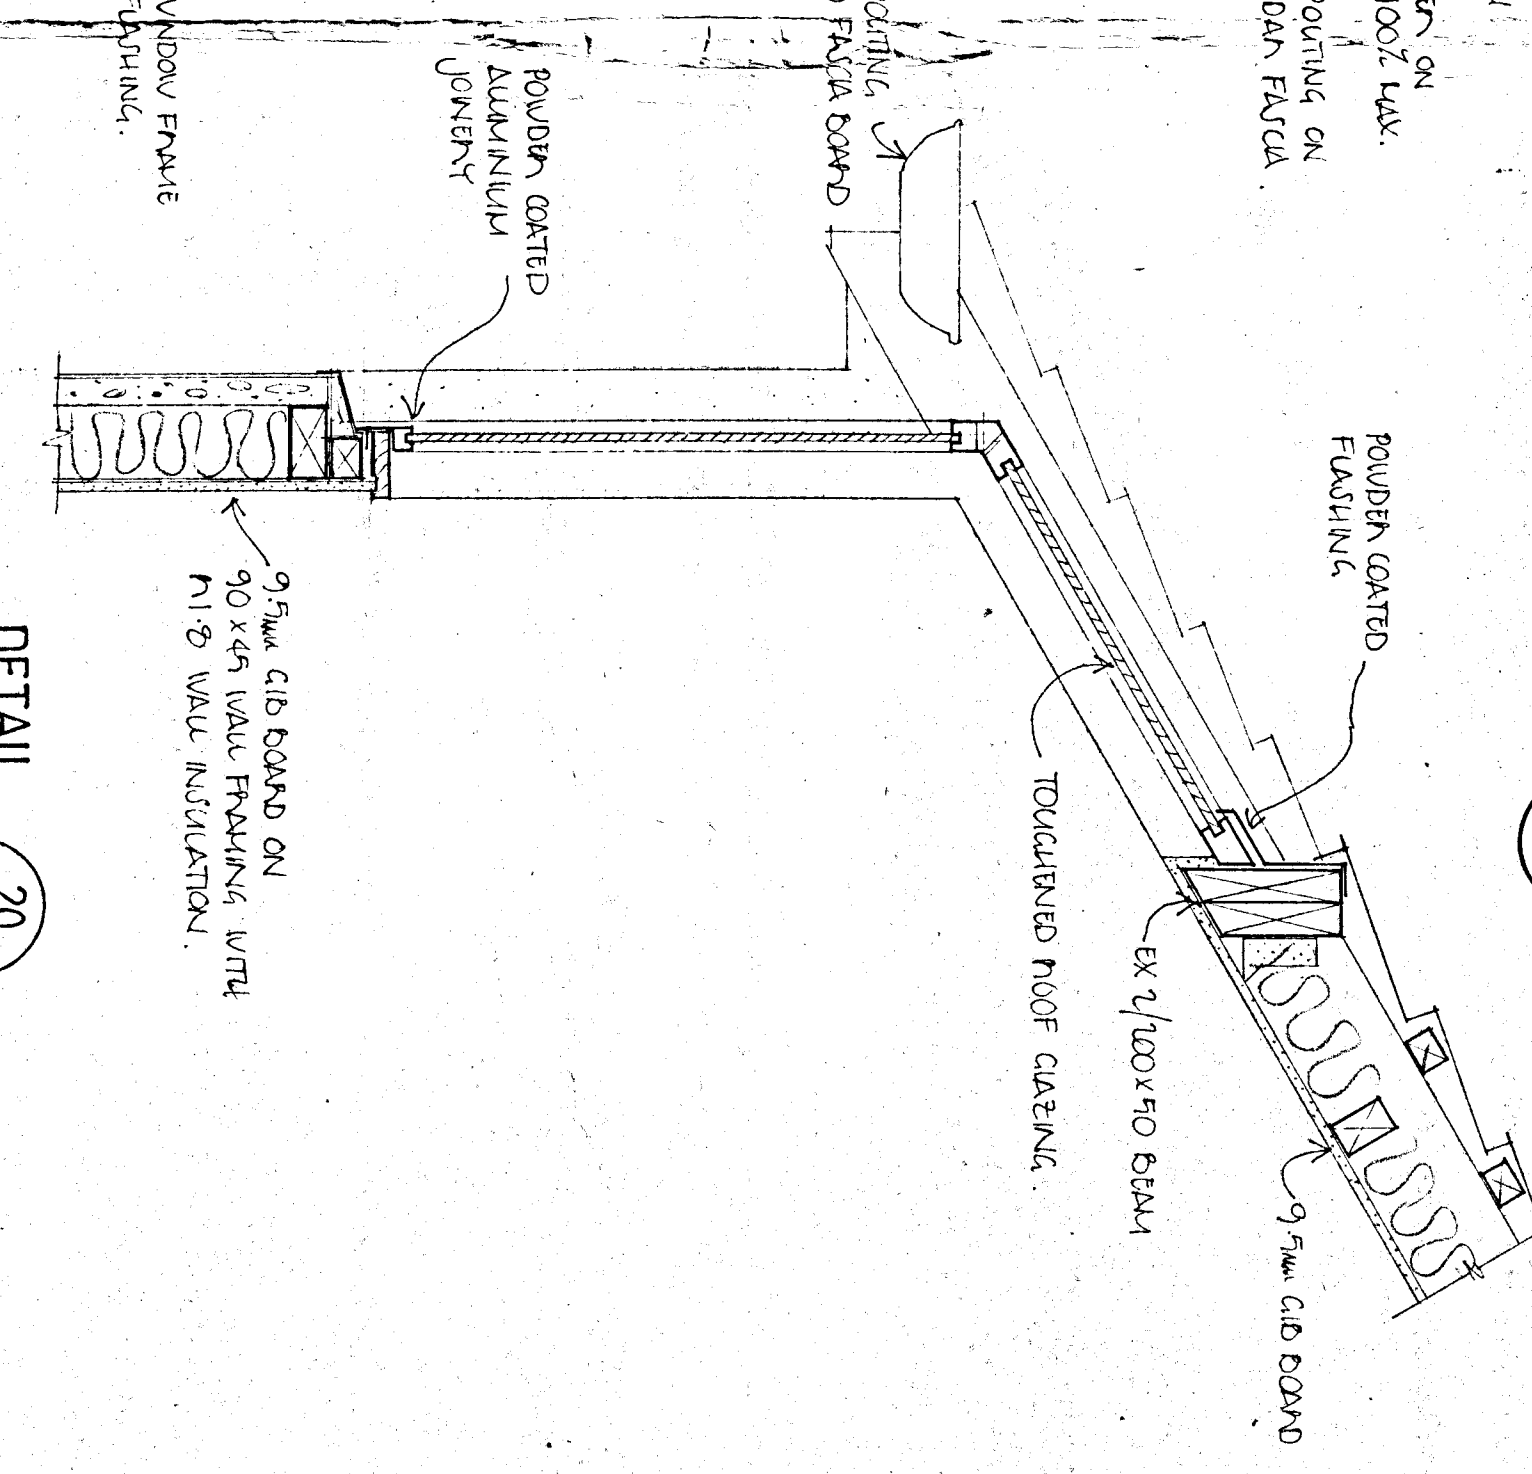 ON
100% MAX.
ON
FASCIA
FASCIA BOARD
POWDER COATED
ALUMINIUM
JOINERY
WINDOW FRAME
FLASHING.
POWDER COATED
FLASHING
TOUGHENED ROOF GLAZING.
EX 2/200x50 BEAM
9.5mm GIB BOARD
9.5mm GIB BOARD ON
90 x 45 WALL FRAMING WITH
R1.8 WALL INSULATION.
DETAIL 20